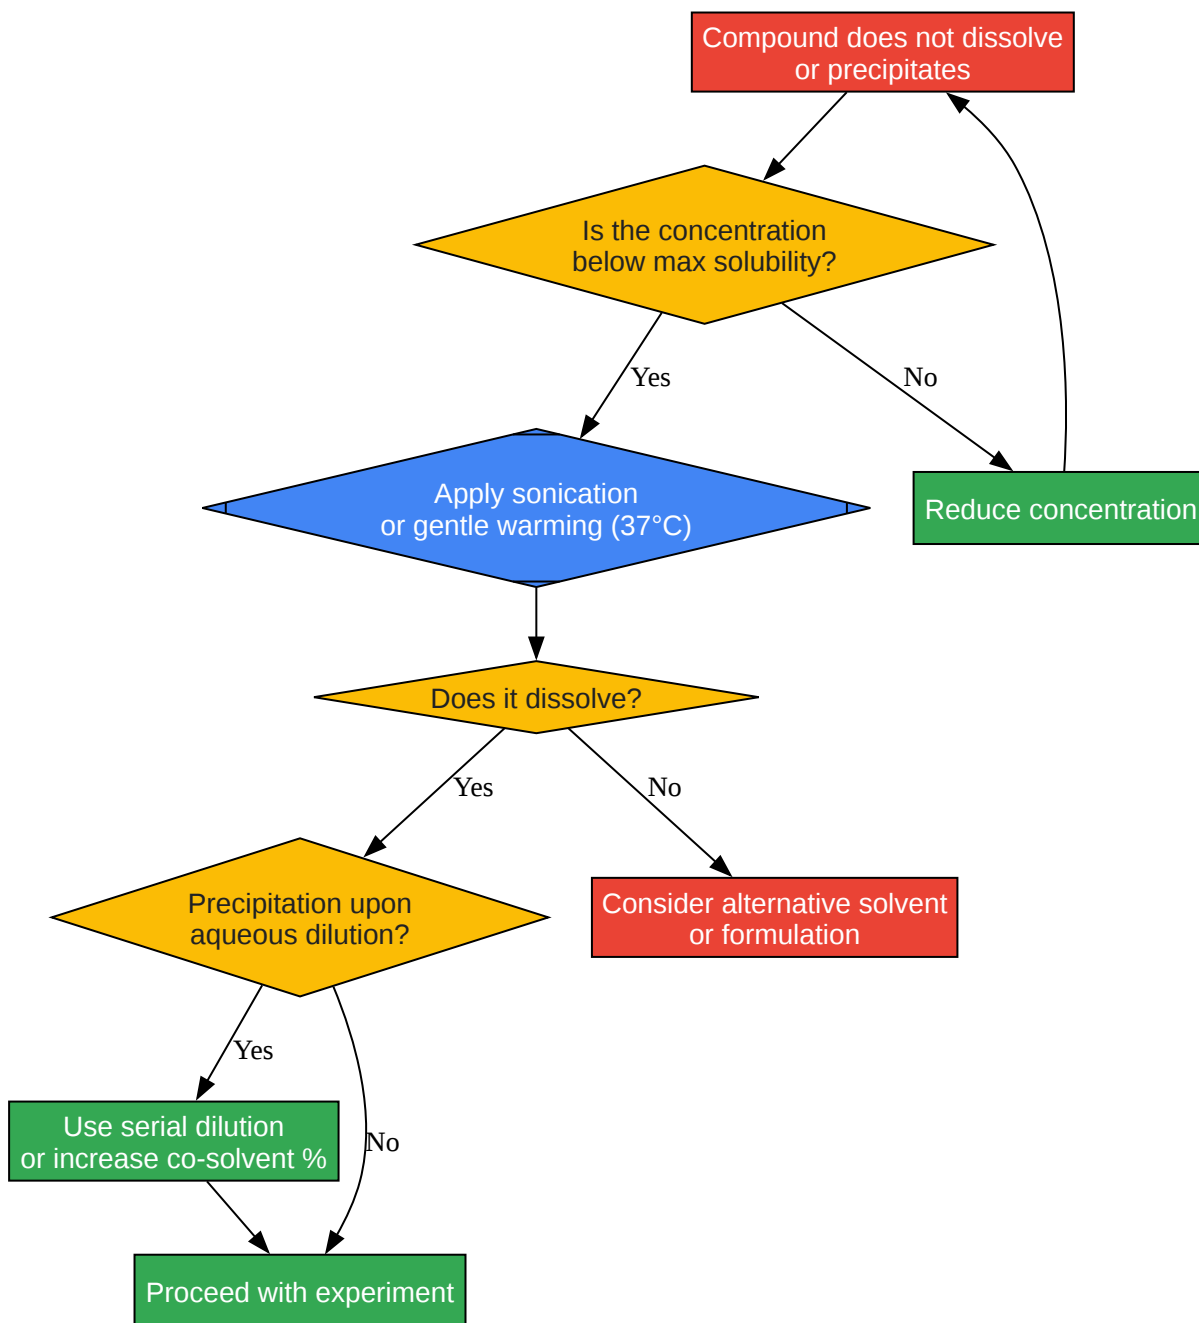 Compound does not dissolve
or precipitates
Is the concentration
below max solubility?
Yes
No
Apply sonication
or gentle warming (37°C)
Reduce concentration
Does it dissolve?
Yes
No
Precipitation upon
aqueous dilution?
Consider alternative solvent
or formulation
Yes
Use serial dilution
or increase co-solvent %
No
Proceed with experiment